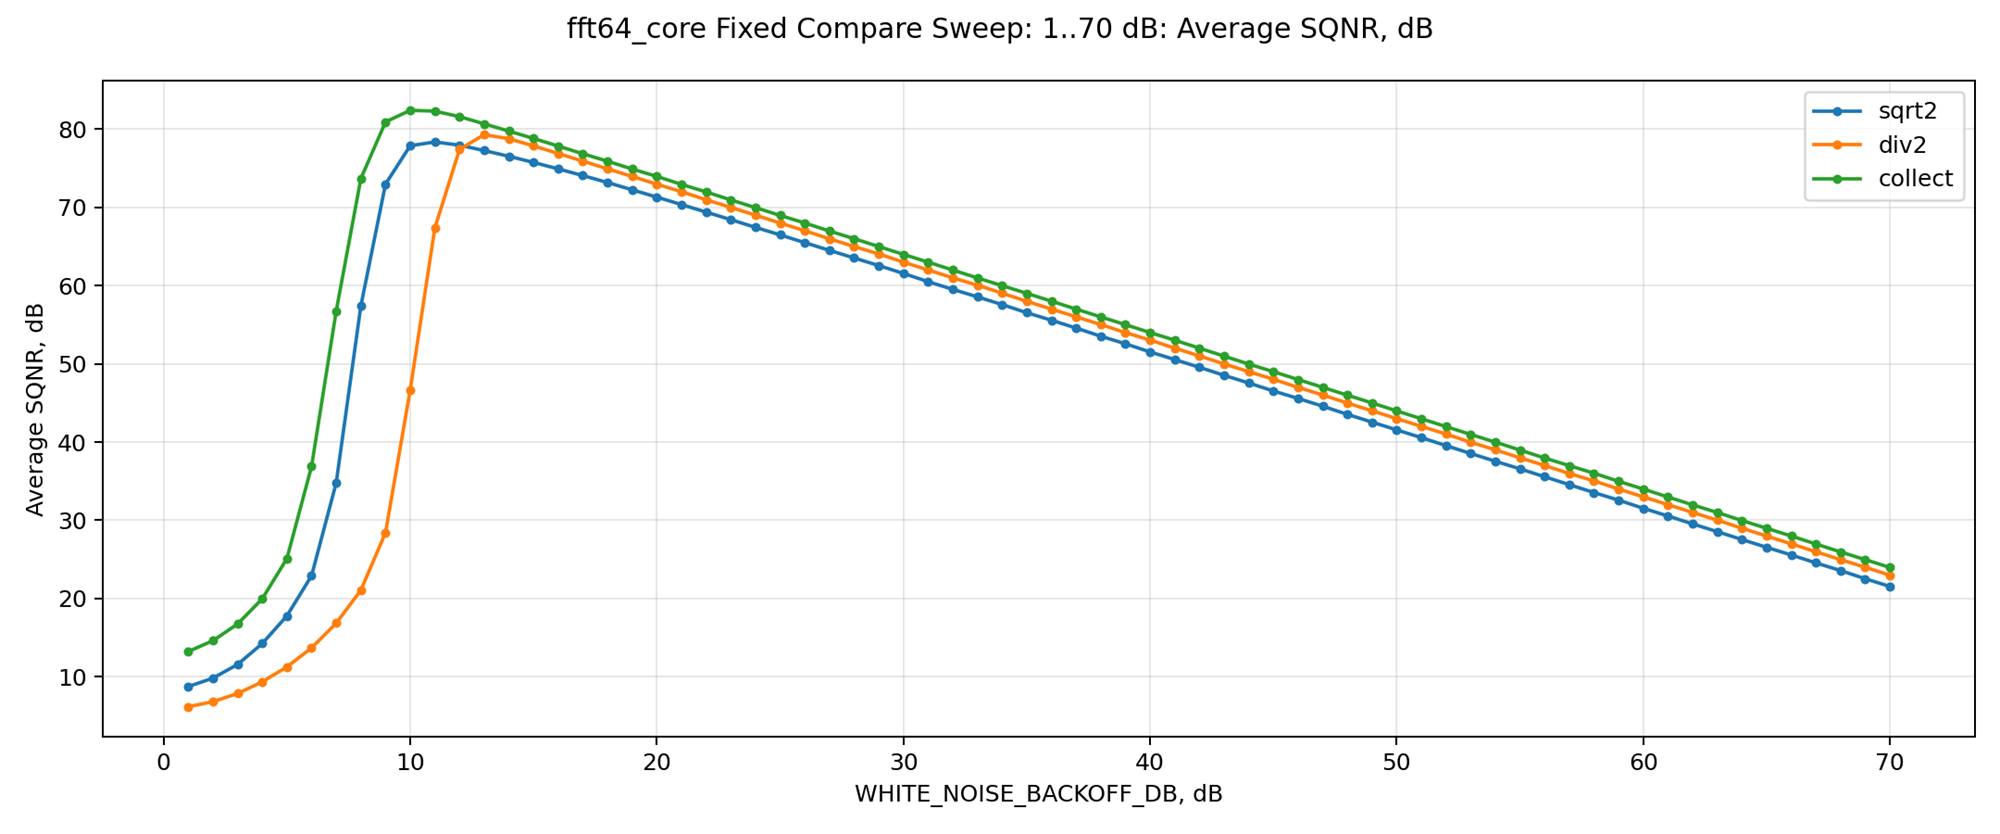 fft64_core Fixed Compare Sweep: 1..70 dB: Average SQNR, dB
sqrt2
div2
collect
Average SQNR, dB
80
70
60
50
40
30
20
10
0
10
20
30
40
50
60
70
WHITE_NOISE_BACKOFF_DB, dB